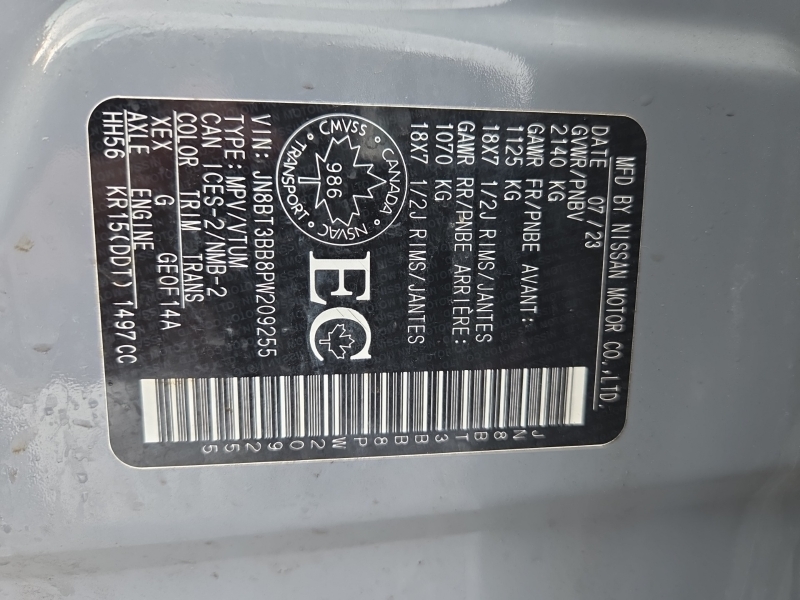 MFD BY NISSAN MOTOR CO.,LTD.
DATE 07/23
GVWR/PNBV
2140 KG
GAWR FR/PNBE AVANT:
1125 KG
18X7 1/2J RIMS/JANTES
GAWR RR/PNBE ARRIÈRE:
1070 KG
18X7 1/2J RIMS/JANTES
CANADA
CMVSS
986
NSVAC
TRANSPORT
EC
VIN: JN8BT3BB8PW209255
TYPE:MPV/VTUM
CAN ICES-2/NMB-2
COLOR TRIM TRANS
XEX G GE0F14A
AXLE ENGINE
HH56 KR15(DDT) 1497CC
JN8BT3BB8PW209255